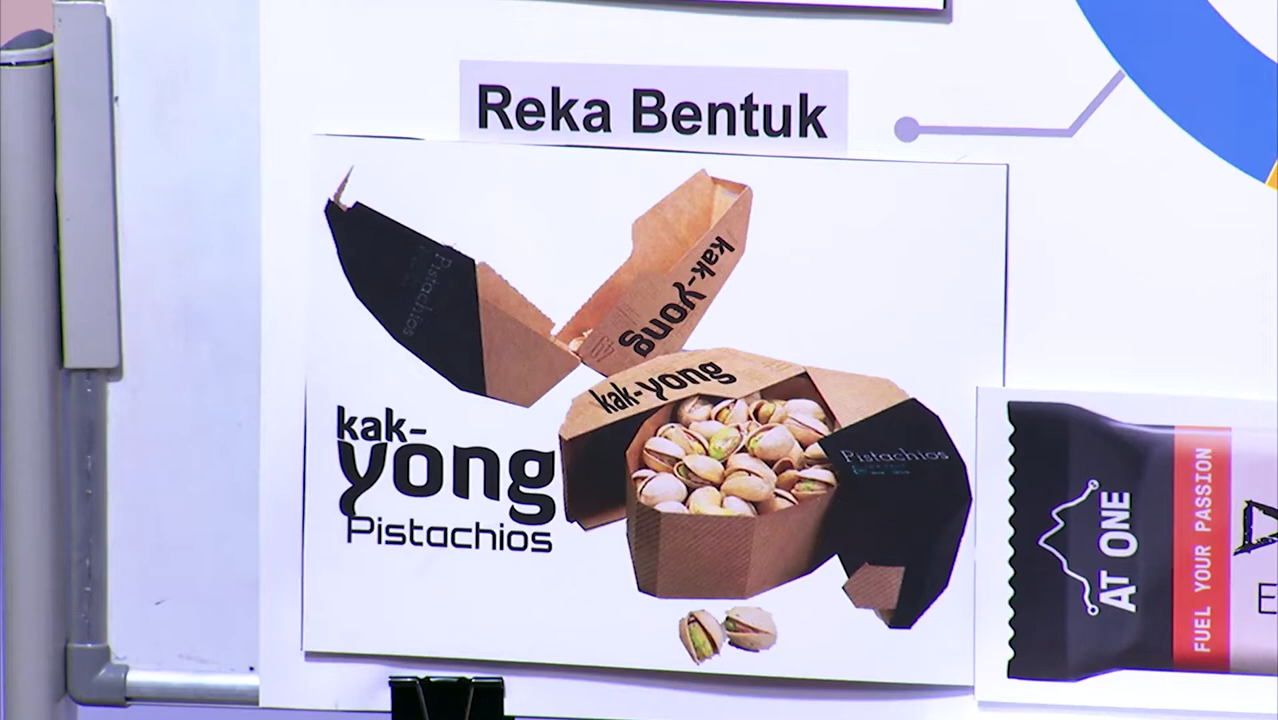 Reka Bentuk
Pistachios
kak-yong
kak-yong
Pistachios
kak-
yong
Pistachios
AT ONE
FUEL YOUR PASSION